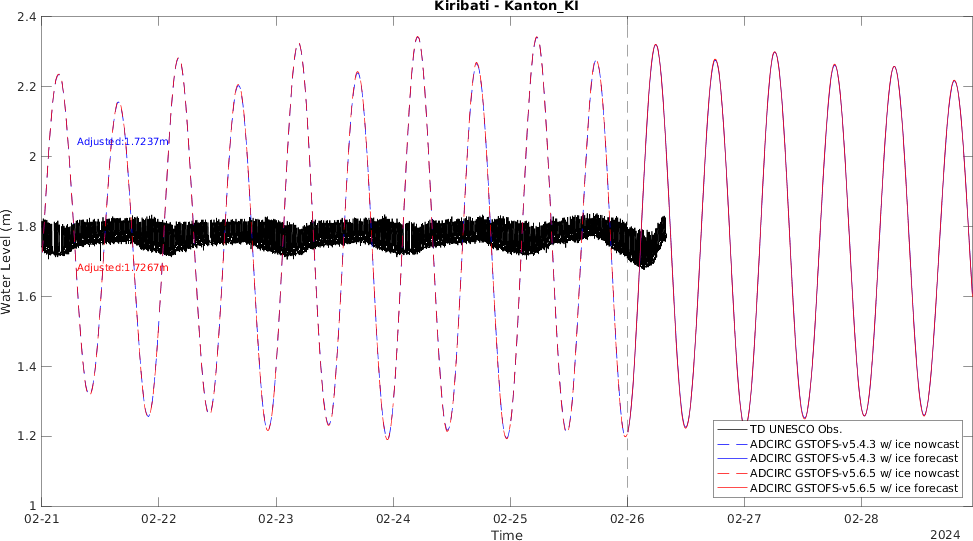 Kiribati - Kanton_KI
2.4
2.2
2
1.8
1.6
1.4
1.2
1
Water Level (m)
Adjusted:1.7237m
Adjusted:1.7267m
TD UNESCO Obs.
ADCIRC GSTOFS-v5.4.3 w/ ice nowcast
ADCIRC GSTOFS-v5.4.3 w/ ice forecast
ADCIRC GSTOFS-v5.6.5 w/ ice nowcast
ADCIRC GSTOFS-v5.6.5 w/ ice forecast
02-21 02-22 02-23 02-24 02-25 02-26 02-27 02-28
Time
2024